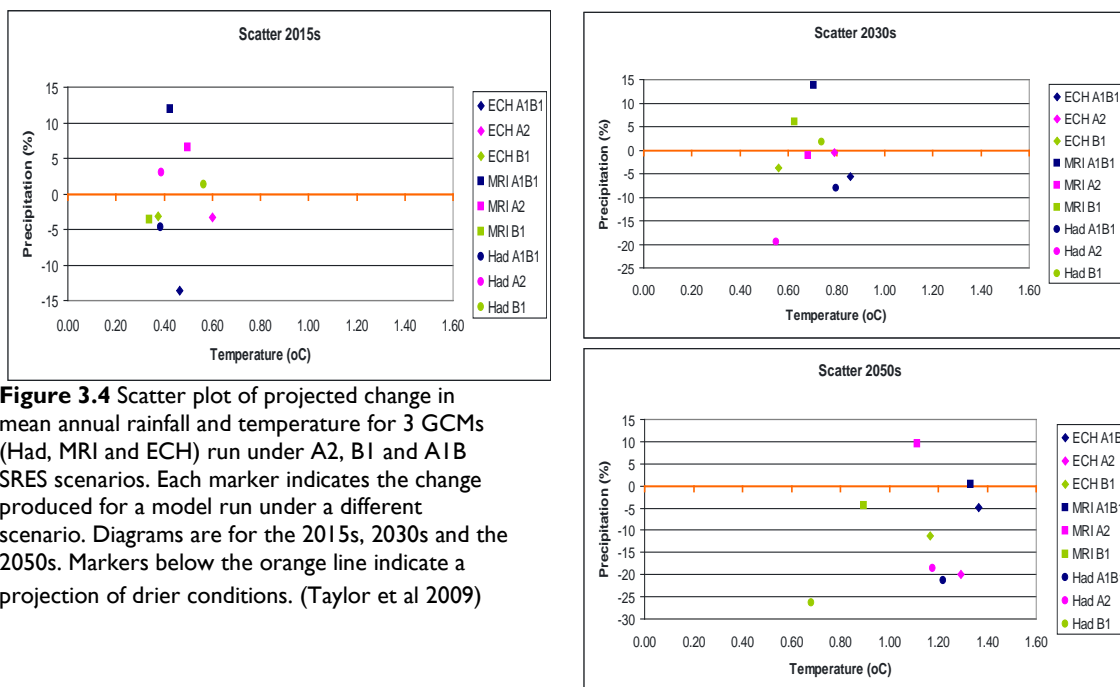 Scatter 2015s
15
10
5
0
-5
-10
-15
0.00 0.20 0.40 0.60 0.80 1.00 1.20 1.40 1.60
Precipitation (%)
Temperature (oC)
ECH A1B1
ECH A2
ECH B1
MRI A1B1
MRI A2
MRI B1
Had A1B1
Had A2
Had B1
Scatter 2030s
15
10
5
0
-5
-10
-15
-20
-25
0.00 0.20 0.40 0.60 0.80 1.00 1.20 1.40 1.60
Precipitation (%)
Temperature (oC)
ECH A1B1
ECH A2
ECH B1
MRI A1B1
MRI A2
MRI B1
Had A1B1
Had A2
Had B1
Figure 3.4 Scatter plot of projected change in
mean annual rainfall and temperature for 3 GCMs
(Had, MRI and ECH) run under A2, B1 and A1B
SRES scenarios. Each marker indicates the change
produced for a model run under a different
scenario. Diagrams are for the 2015s, 2030s and the
2050s. Markers below the orange line indicate a
projection of drier conditions. (Taylor et al 2009)
Scatter 2050s
15
10
5
0
-5
-10
-15
-20
-25
-30
0.00 0.20 0.40 0.60 0.80 1.00 1.20 1.40 1.60
Precipitation (%)
Temperature (oC)
ECH A1B
ECH A2
ECH B1
MRI A1B1
MRI A2
MRI B1
Had A1B
Had A2
Had B1